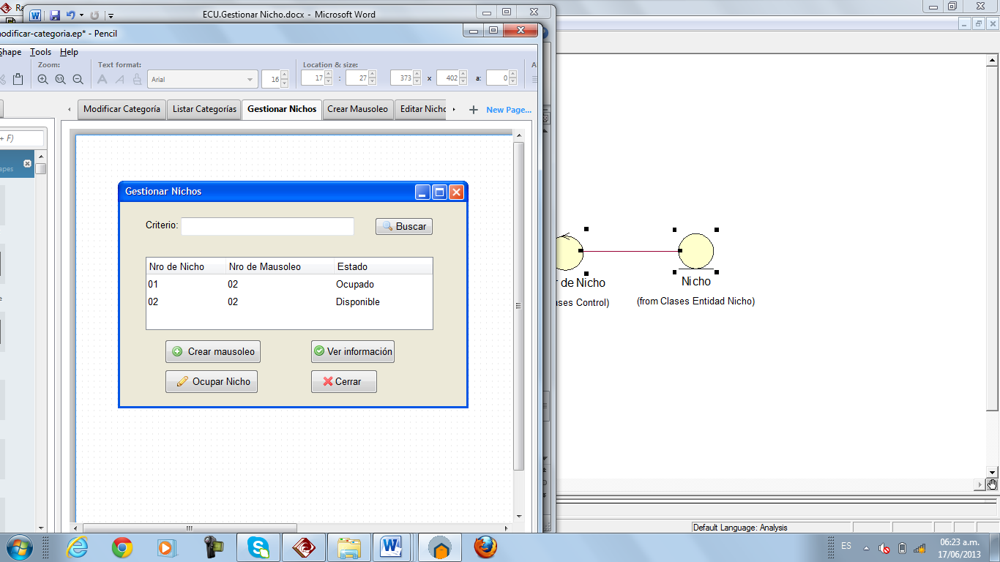 Ra
ECU.Gestionar Nicho.docx - Microsoft Word
odificar-categoria.ep* - Pencil
Shape Tools Help
Zoom: Text format: Location & size: A
Arial 16 17 : 27 373 x 402 a: 0
Modificar Categoría Listar Categorías Gestionar Nichos Crear Mausoleo Editar Nicho New Page...
+ F)
apes
Gestionar Nichos
Criterio: Buscar
Nro de Nicho Nro de Mausoleo Estado
01 02 Ocupado
02 02 Disponible
Crear mausoleo Ver información
Ocupar Nicho Cerrar
r de Nicho Nicho
ases Control) (from Clases Entidad Nicho)
Default Language: Analysis
ES 06:23 a.m.
17/06/2013